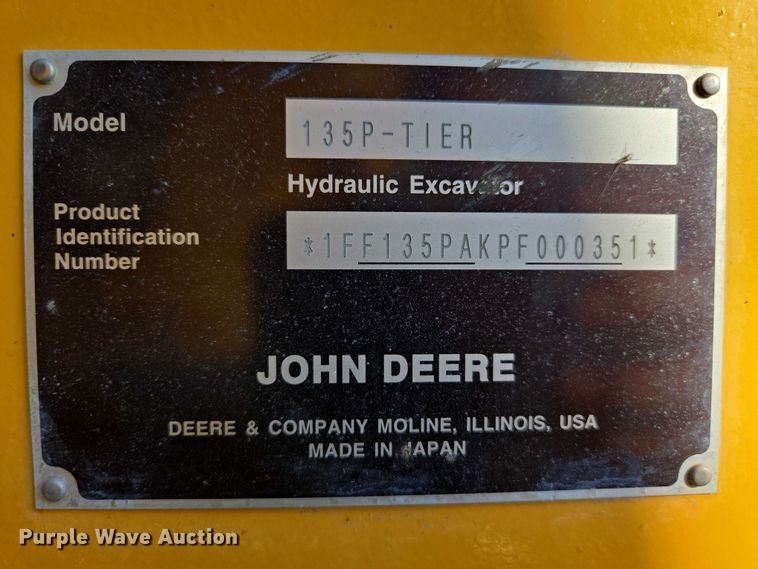 Model 135P-TIER
Hydraulic Excavator
Product
Identification
Number
*1FF135PAKPF000351*
JOHN DEERE
DEERE & COMPANY MOLINE, ILLINOIS, USA
MADE IN JAPAN
Purple Wave Auction